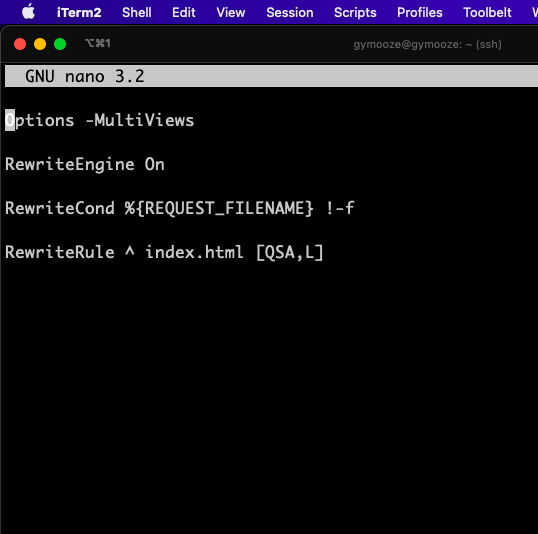 iTerm2 Shell Edit View Session Scripts Profiles Toolbelt
⌥⌘1 gymooze@gymooze: ~ (ssh)
GNU nano 3.2
Options -MultiViews
RewriteEngine On
RewriteCond %{REQUEST_FILENAME} !-f
RewriteRule ^ index.html [QSA,L]